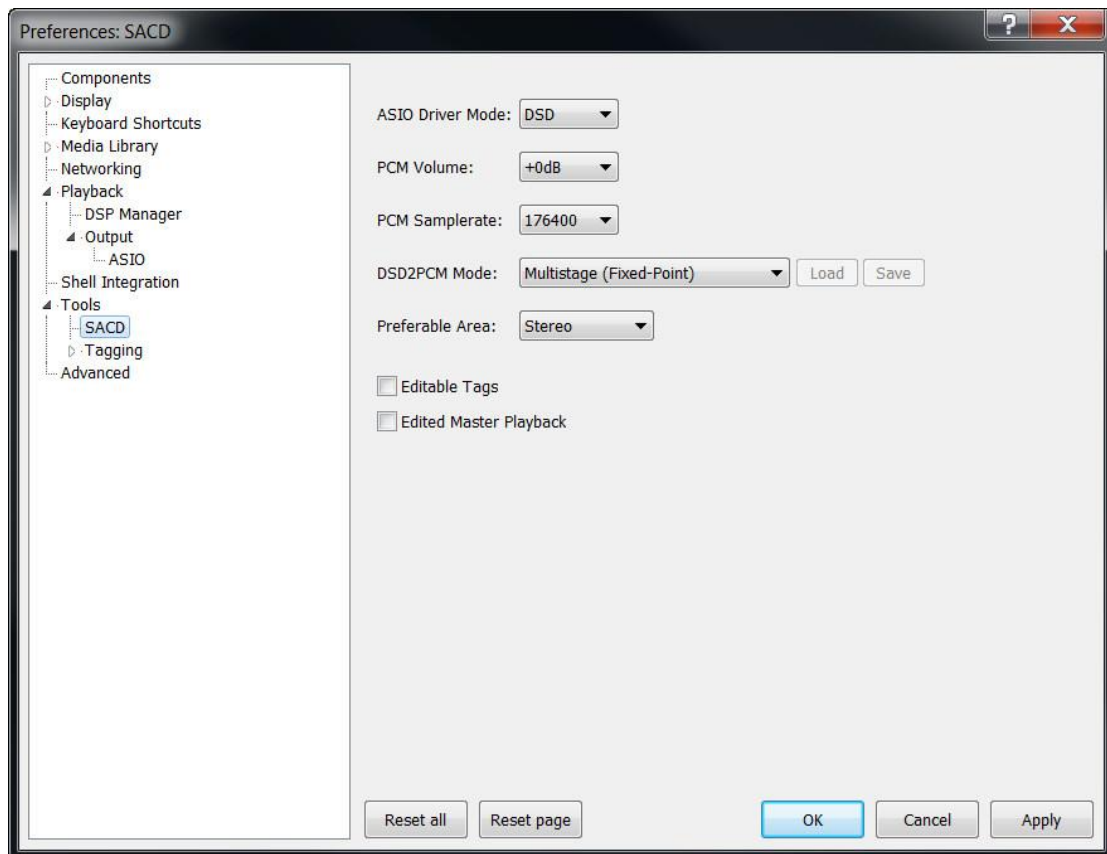 Preferences: SACD
Components
Display
Keyboard Shortcuts
Media Library
Networking
Playback
DSP Manager
Output
ASIO
Shell Integration
Tools
SACD
Tagging
Advanced
ASIO Driver Mode: DSD
PCM Volume: +0dB
PCM Samplerate: 176400
DSD2PCM Mode: Multistage (Fixed-Point) Load Save
Preferable Area: Stereo
Editable Tags
Edited Master Playback
Reset all Reset page OK Cancel Apply